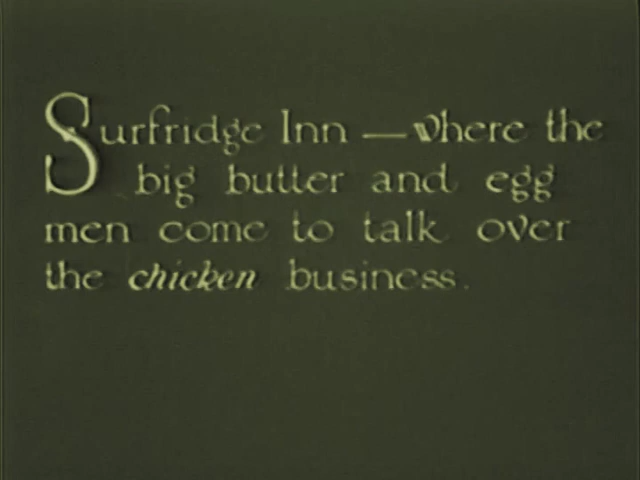 Surfridge Inn — where the
big butter and egg
men come to talk over
the chicken business.